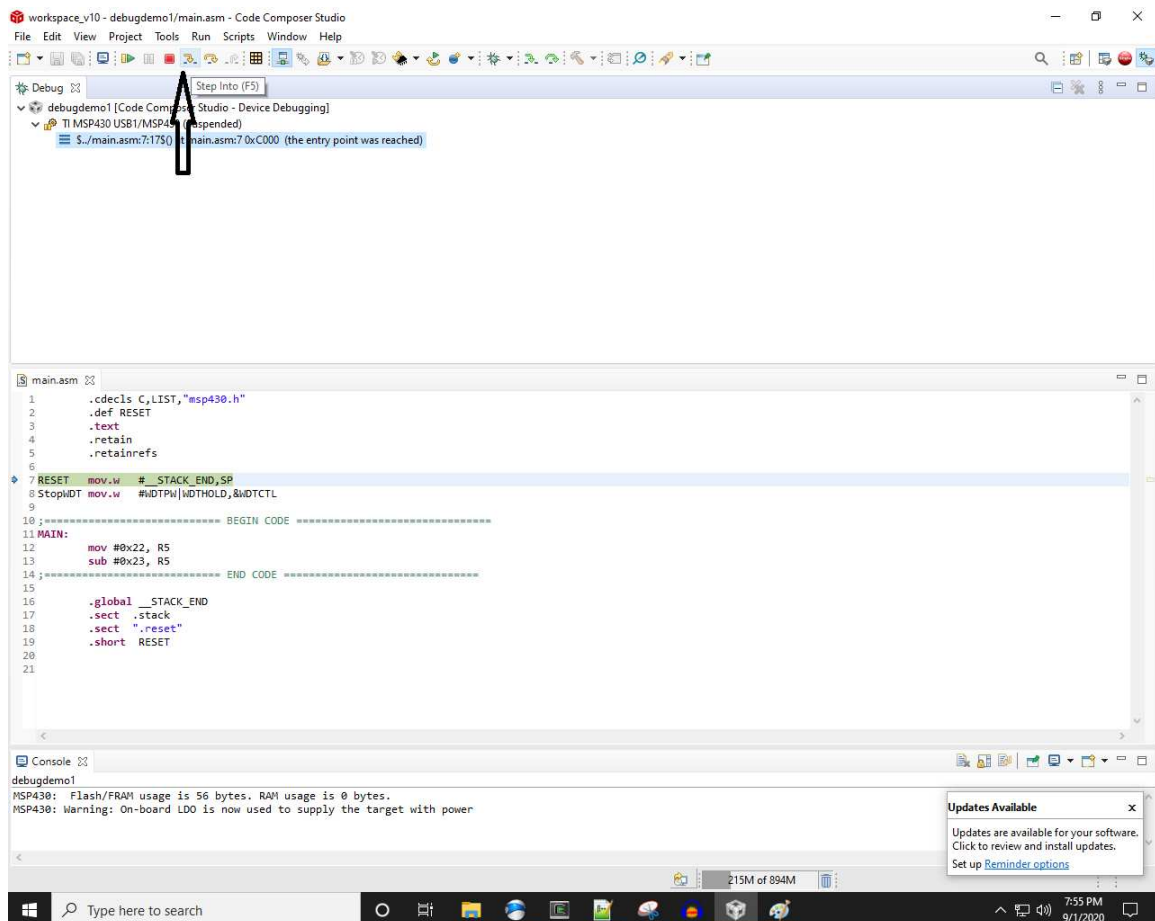 workspace_v10 - debugdemo1/main.asm - Code Composer Studio
File Edit View Project Tools Run Scripts Window Help
Debug
Step Into (F5)
debugdemo1 [Code Composer Studio - Device Debugging]
TI MSP430 USB1/MSP430 (Suspended)
$../main.asm:7:17$() at main.asm:7 0xC000 (the entry point was reached)
main.asm
1 .cdecls C,LIST,"msp430.h"
2 .def RESET
3 .text
4 .retain
5 .retainrefs
6
7 RESET mov.w #__STACK_END,SP
8 StopWDT mov.w #WDTPW|WDTHOLD,&WDTCTL
9
10 ;============================ BEGIN CODE ===============================
11 MAIN:
12 mov #0x22, R5
13 sub #0x23, R5
14 ;============================ END CODE ===============================
15
16 .global __STACK_END
17 .sect .stack
18 .sect ".reset"
19 .short RESET
20
21
Console
debugdemo1
MSP430: Flash/FRAM usage is 56 bytes. RAM usage is 0 bytes.
MSP430: Warning: On-board LDO is now used to supply the target with power
Updates Available x
Updates are available for your software.
Click to review and install updates.
Set up Reminder options
215M of 894M
Type here to search
7:55 PM
9/1/2020